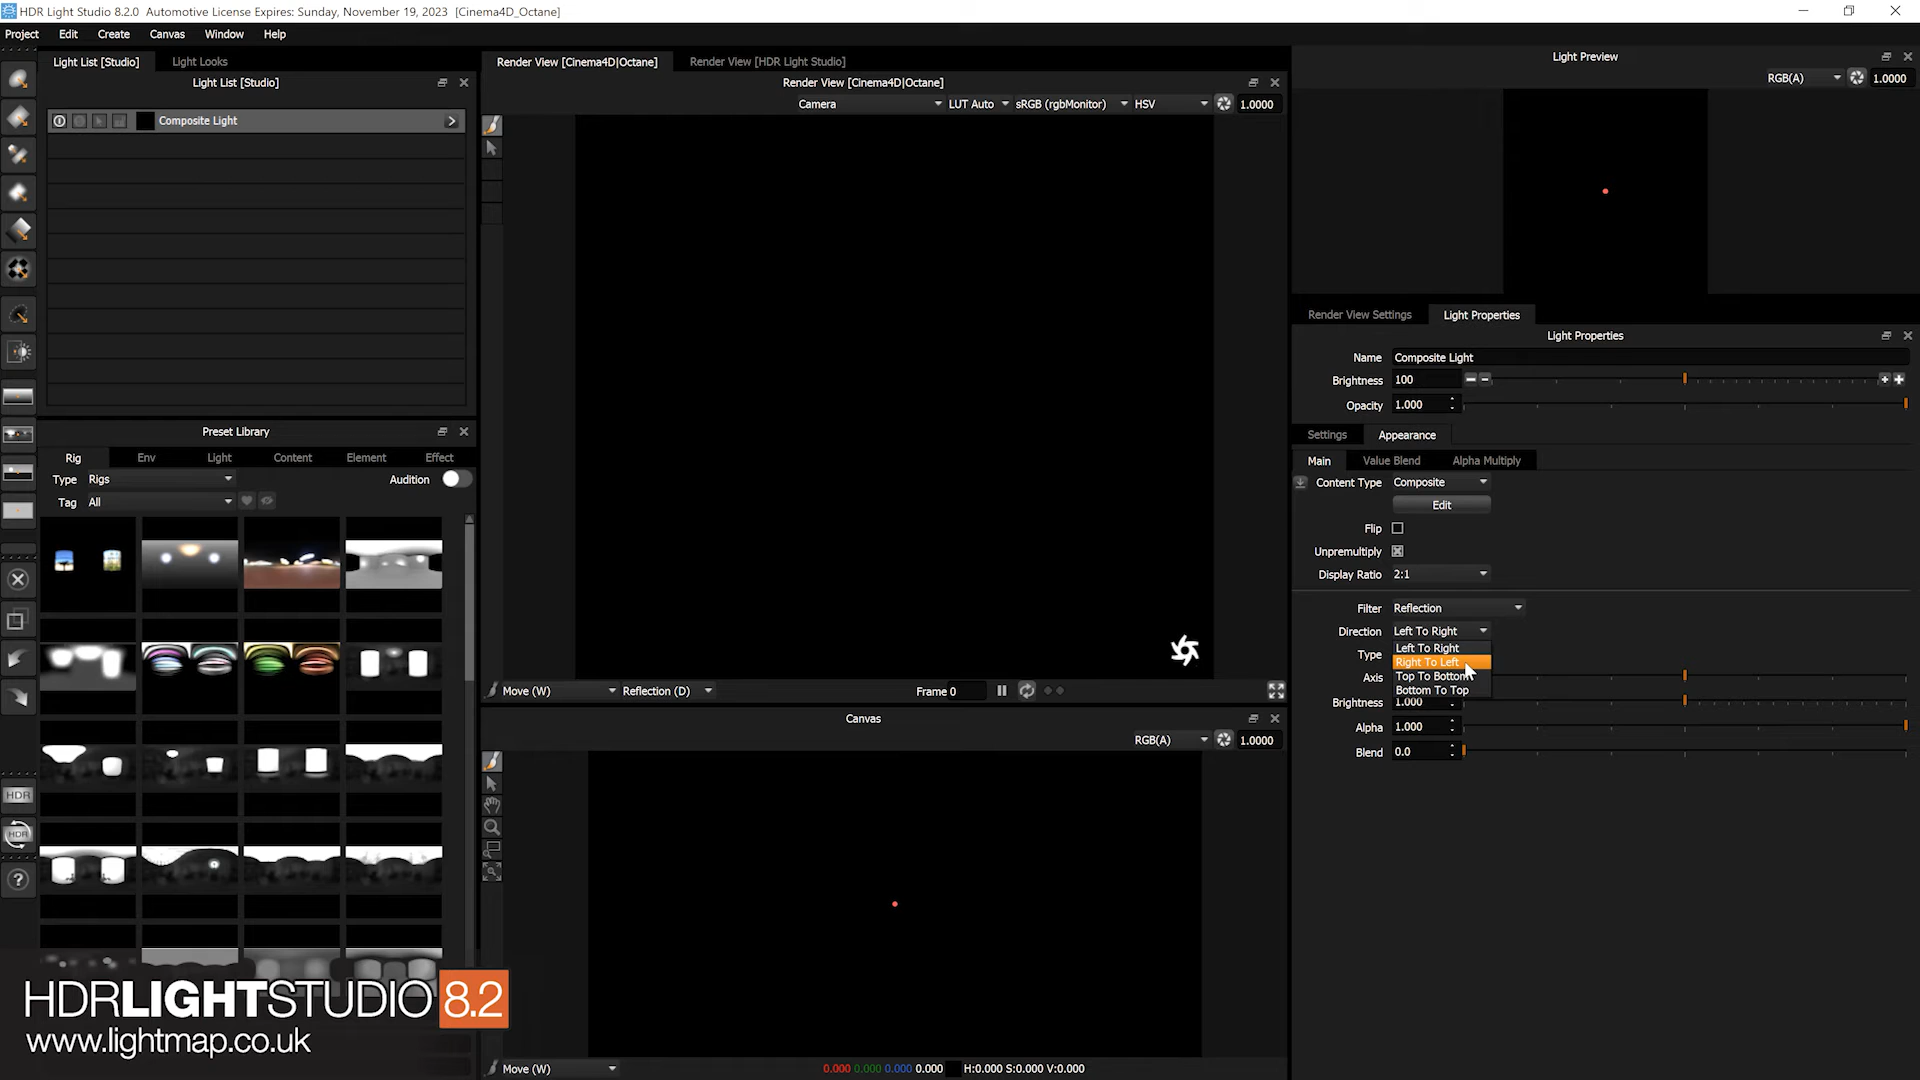 HDR Light Studio 8.2.0  Automotive License Expires: Sunday, November 19, 2023  [Cinema4D_Octane]
Project Edit Create Canvas Window Help
Light List [Studio] Light Looks
Light List [Studio]
Composite Light
Render View [Cinema4D|Octane] Render View [HDR Light Studio]
Render View [Cinema4D|Octane]
Camera LUT Auto sRGB (rgbMonitor) HSV 1.0000
Light Preview
RGB(A) 1.0000
Render View Settings Light Properties
Light Properties
Name Composite Light
Brightness 100
Opacity 1.000
Settings Appearance
Main Value Blend Alpha Multiply
Content Type Composite
Edit
Flip
Unpremultiply
Display Ratio 2:1
Filter Reflection
Direction Left To Right
Left To Right
Type Right To Left
Axis Top To Bottom
Bottom To Top
Brightness 1.000
Alpha 1.000
Blend 0.0
Preset Library
Rig Env Light Content Element Effect
Type Rigs Audition
Tag All
HDR
HDR
?
Move (W) Reflection (D) Frame 0
Canvas
RGB(A) 1.0000
Move (W) 0.000 0.000 0.000 0.000 H:0.000 S:0.000 V:0.000
HDRLIGHTSTUDIO 8.2
www.lightmap.co.uk